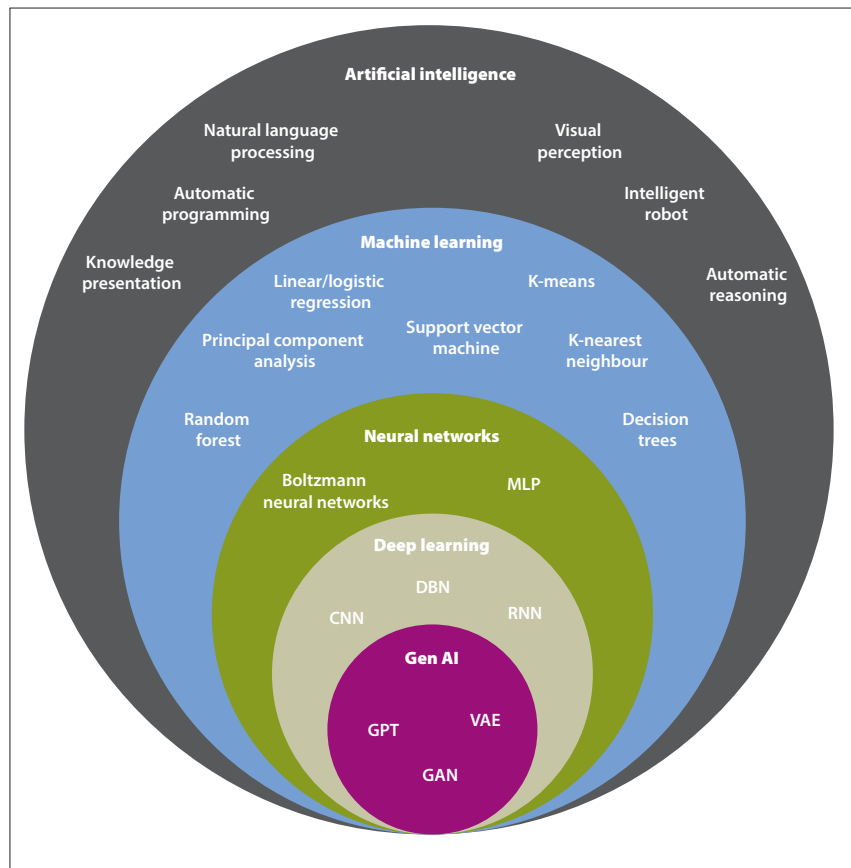 Artificial intelligence
Natural language
processing
Visual
perception
Automatic
programming
Intelligent
robot
Knowledge
presentation
Automatic
reasoning
Machine learning
Linear/logistic
regression
K-means
Principal component
analysis
Support vector
machine
K-nearest
neighbour
Random
forest
Decision
trees
Neural networks
Boltzmann
neural networks
MLP
Deep learning
DBN
CNN
RNN
Gen AI
GPT
VAE
GAN